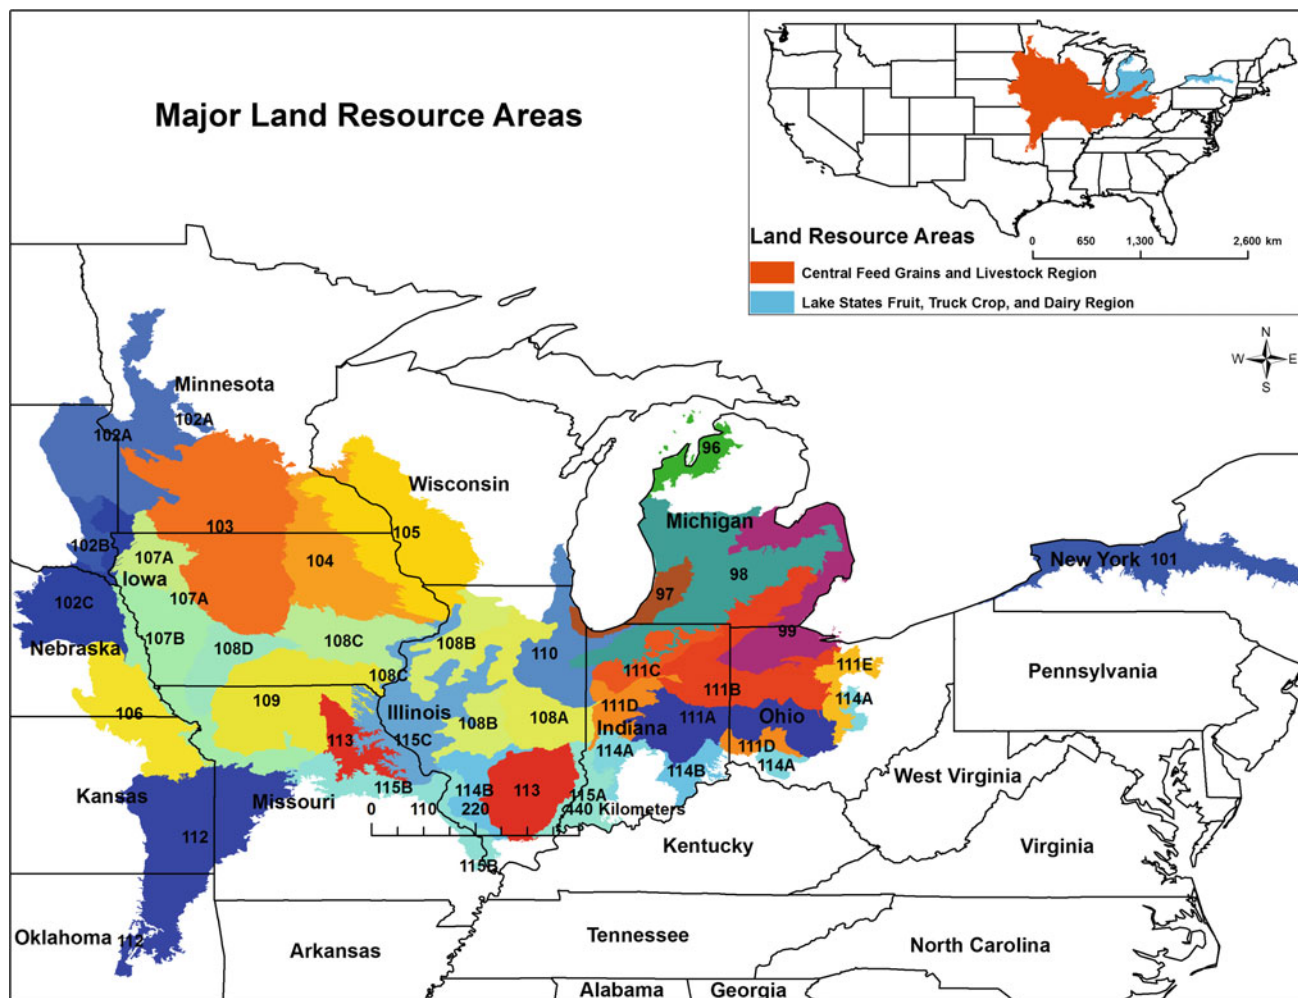 Major Land Resource Areas
Land Resource Areas
0 650 1,300 2,600 km
Central Feed Grains and Livestock Region
Lake States Fruit, Truck Crop, and Dairy Region
N
W E
S
Minnesota
102A
102A
96
Wisconsin
Michigan
103
105
102B
107A
104
98
New York 101
Iowa
97
102C
107A
99
Nebraska
107B
108D
108C
108B
110
111E
Pennsylvania
108C
111C
111B
114A
106
109
Illinois
108B
108A
111D
Indiana
111A
Ohio
113
115C
114A
111D
114B
114A
West Virginia
Kansas
Missouri
115B
114B
113
115A
0 110 220 440 Kilometers
112
Kentucky
Virginia
115B
Oklahoma
112
Arkansas
Tennessee
North Carolina
Alabama
Georgia